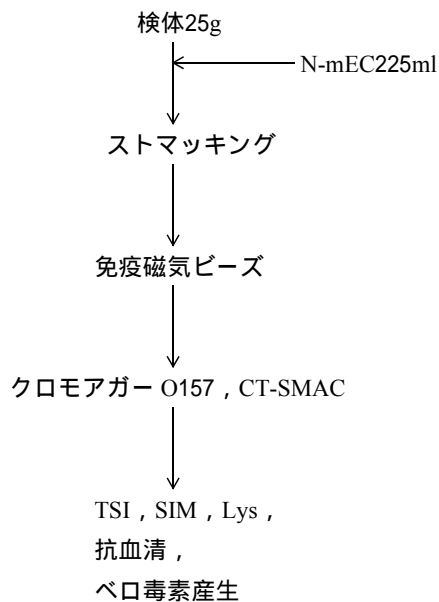 検体25g
N-mEC225ml
ストマッキング
免疫磁気ビーズ
クロモアガー O157 , CT-SMAC
TSI , SIM , Lys ,
抗血清 ,
ベロ毒素産生